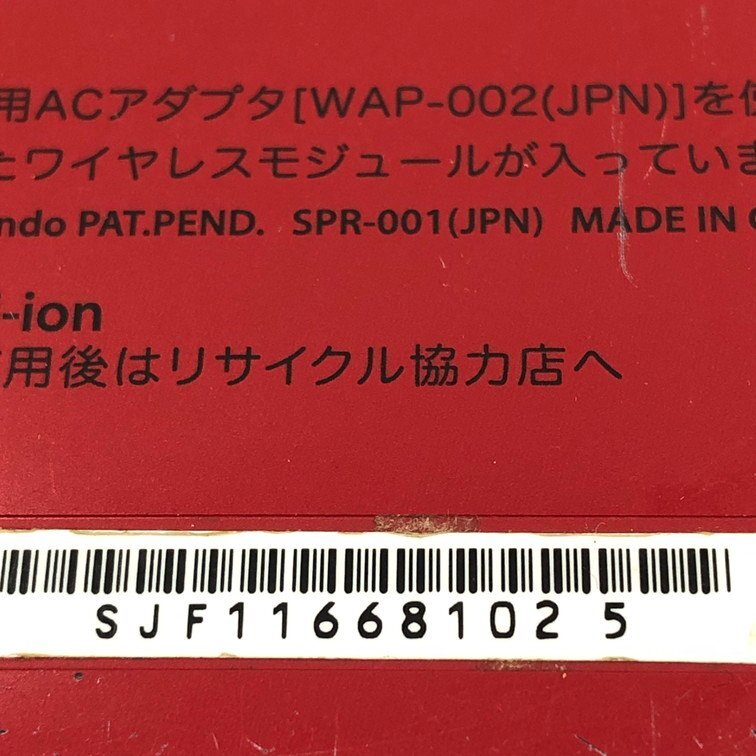 用ACアダプタ[WAP-002(JPN)]を
たワイヤレスモジュールが入っていま
ndo PAT.PEND. SPR-001(JPN) MADE IN
-ion
用後はリサイクル協力店へ
SJF11668102 5